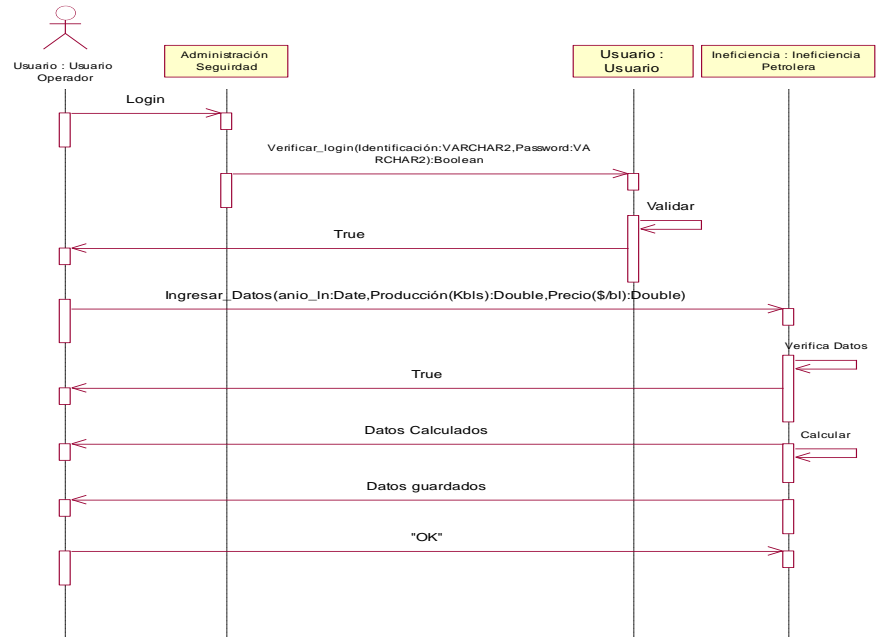 Usuario : Usuario
Operador
Administración
Seguirdad
Usuario :
Usuario
Ineficiencia : Ineficiencia
Petrolera
Login
Verificar_login(Identificación:VARCHAR2,Password:VA
RCHAR2):Boolean
Validar
True
Ingresar_Datos(anio_In:Date,Producción(Kbls):Double,Precio($/bl):Double)
Verifica Datos
True
Datos Calculados
Calcular
Datos guardados
"OK"